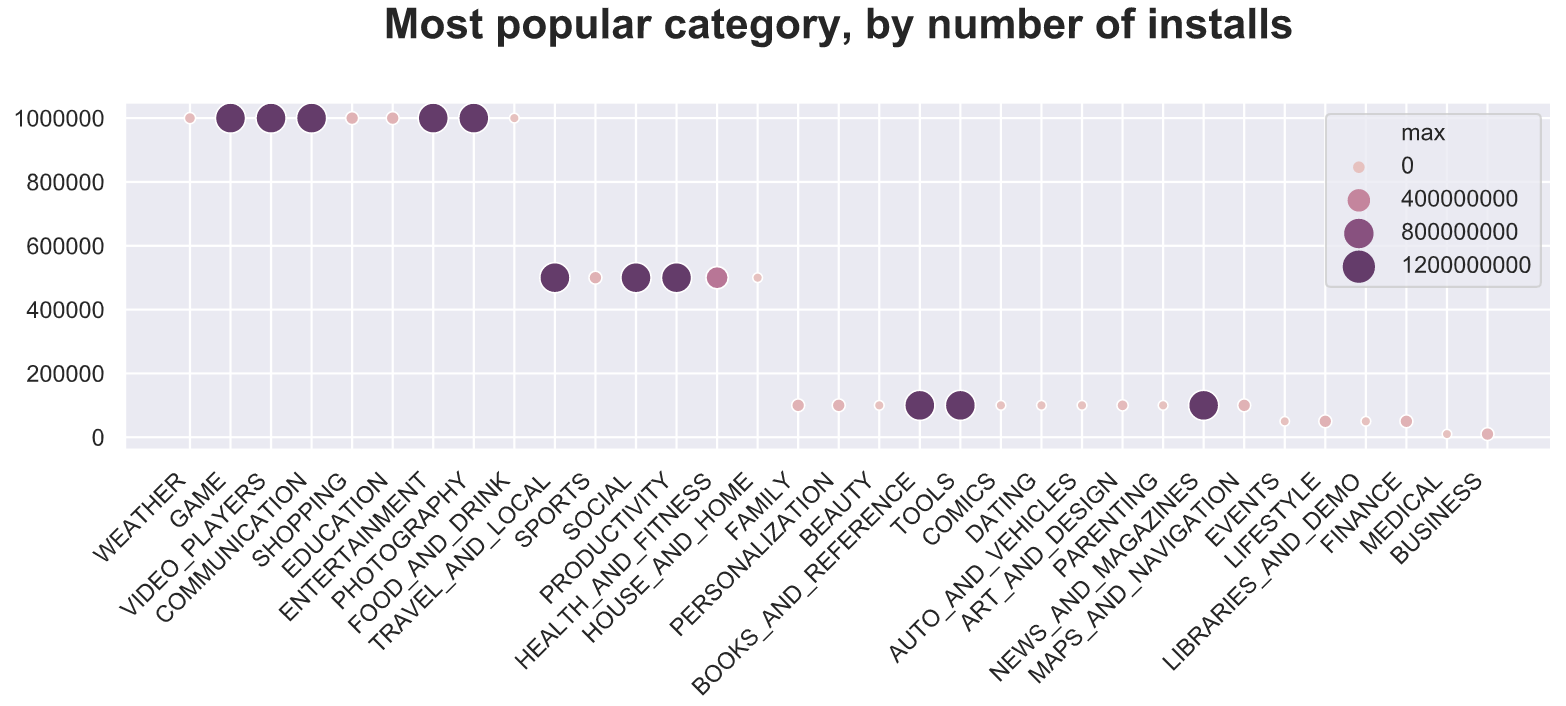 Most popular category, by number of installs
1000000
800000
600000
400000
200000
0
max
0
400000000
800000000
1200000000
WEATHER
GAME
VIDEO_PLAYERS
COMMUNICATION
SHOPPING
EDUCATION
ENTERTAINMENT
PHOTOGRAPHY
FOOD_AND_DRINK
TRAVEL_AND_LOCAL
SPORTS
SOCIAL
PRODUCTIVITY
HEALTH_AND_FITNESS
HOUSE_AND_HOME
FAMILY
PERSONALIZATION
BEAUTY
BOOKS_AND_REFERENCE
TOOLS
COMICS
DATING
AUTO_AND_VEHICLES
ART_AND_DESIGN
PARENTING
NEWS_AND_MAGAZINES
MAPS_AND_NAVIGATION
EVENTS
LIFESTYLE
LIBRARIES_AND_DEMO
FINANCE
MEDICAL
BUSINESS